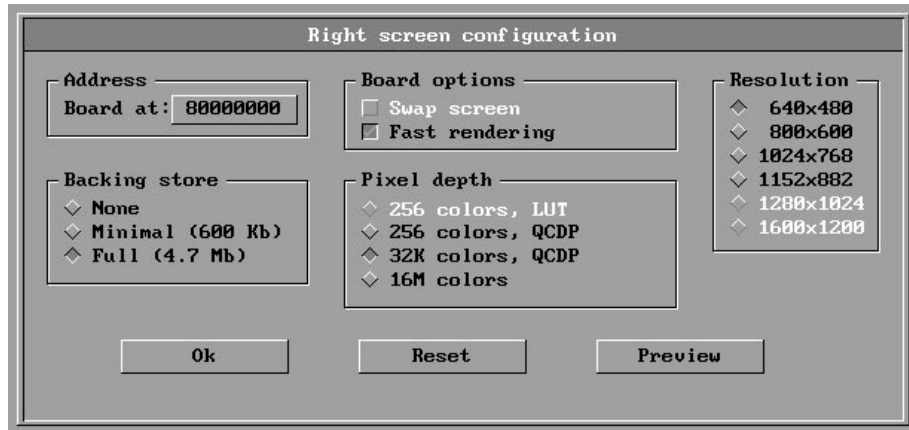 Right screen configuration
Address
Board at: 80000000
Board options
Swap screen
Fast rendering
Resolution
640x480
800x600
1024x768
1152x882
1280x1024
1600x1200
Backing store
None
Minimal (600 Kb)
Full (4.7 Mb)
Pixel depth
256 colors, LUT
256 colors, QCDP
32K colors, QCDP
16M colors
Ok
Reset
Preview